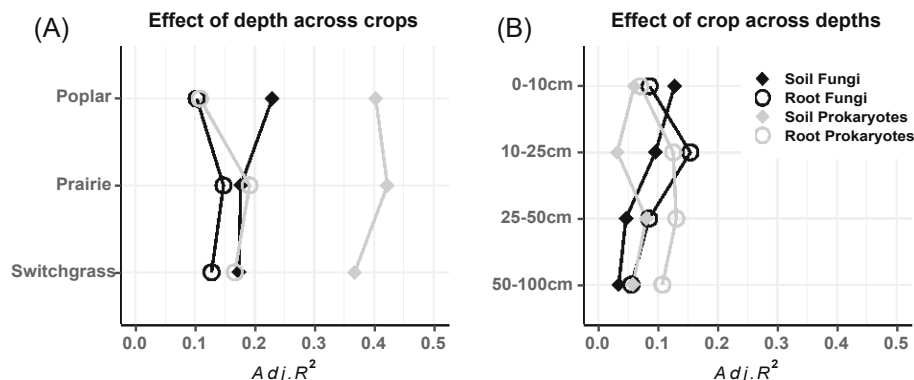 (A)
Effect of depth across crops
Poplar
Prairie
Switchgrass
0.0 0.1 0.2 0.3 0.4 0.5
Adj.R²
(B)
Effect of crop across depths
0-10cm
10-25cm
25-50cm
50-100cm
Soil Fungi
Root Fungi
Soil Prokaryotes
Root Prokaryotes
0.0 0.1 0.2 0.3 0.4 0.5
Adj.R²